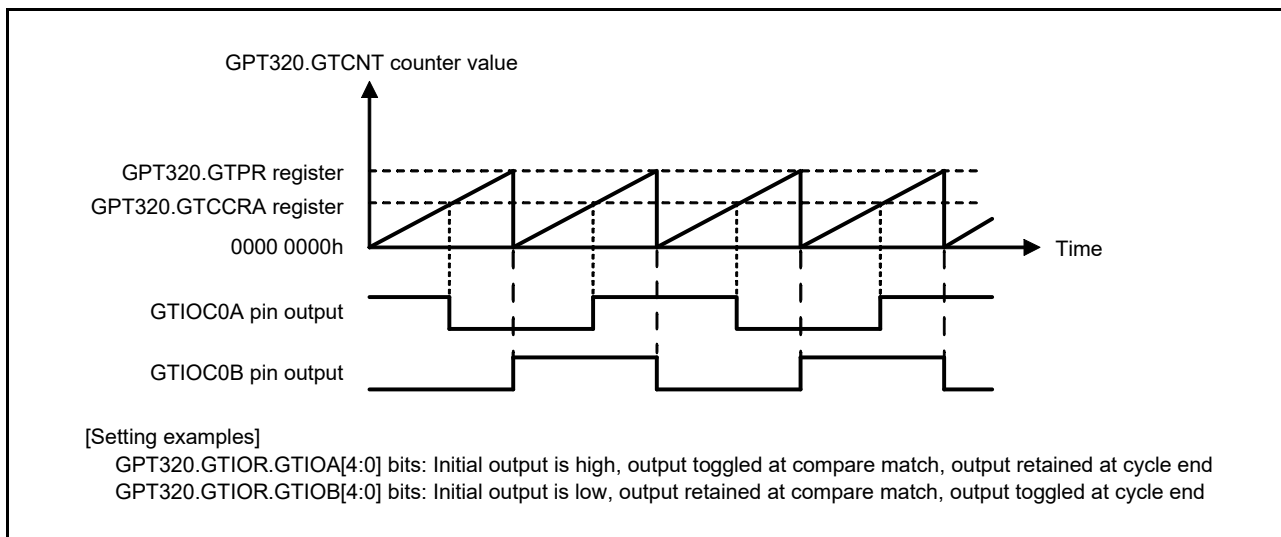 GPT320.GTCNT counter value
GPT320.GTPR register
GPT320.GTCCRA register
0000 0000h
Time
GTIOC0A pin output
GTIOC0B pin output
[Setting examples]
GPT320.GTIOR.GTIOA[4:0] bits: Initial output is high, output toggled at compare match, output retained at cycle end
GPT320.GTIOR.GTIOB[4:0] bits: Initial output is low, output retained at compare match, output toggled at cycle end